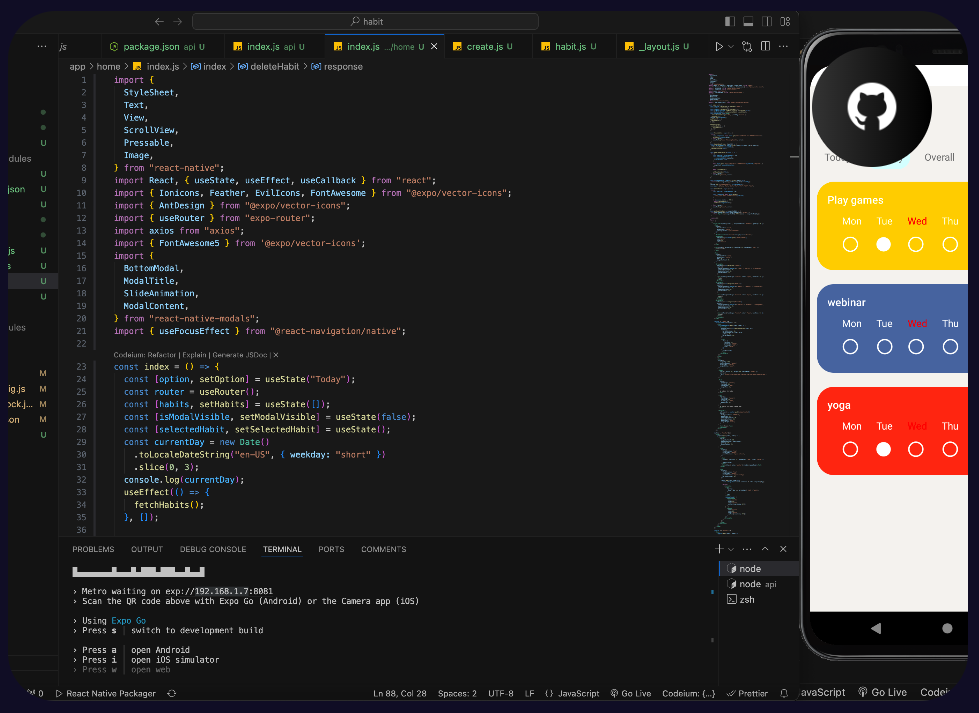 habit
js
package.json api U
index.js api U
index.js .../home U
create.js U
habit.js U
_layout.js U
app > home > index.js > index > deleteHabit > response
U
dules
U
json
U
U
js
U
s
U
U
U
ules
M
ig.js
M
ock.j...
M
son
M
U
1 import {
2 StyleSheet,
3 Text,
4 View,
5 ScrollView,
6 Pressable,
7 Image,
8 } from "react-native";
9 import React, { useState, useEffect, useCallback } from "react";
10 import { Ionicons, Feather, EvilIcons, FontAwesome } from "@expo/vector-icons";
11 import { AntDesign } from "@expo/vector-icons";
12 import { useRouter } from "expo-router";
13 import axios from "axios";
14 import { FontAwesome5 } from '@expo/vector-icons';
15 import {
16 BottomModal,
17 ModalTitle,
18 SlideAnimation,
19 ModalContent,
20 } from "react-native-modals";
21 import { useFocusEffect } from "@react-navigation/native";
22
Codeium: Refactor | Explain | Generate JSDoc | X
23 const index = () => {
24 const [option, setOption] = useState("Today");
25 const router = useRouter();
26 const [habits, setHabits] = useState([]);
27 const [isModalVisible, setModalVisible] = useState(false);
28 const [selectedHabit, setSelectedHabit] = useState();
29 const currentDay = new Date()
30 .toLocaleDateString("en-US", { weekday: "short" })
31 .slice(0, 3);
32 console.log(currentDay);
33 useEffect(() => {
34 fetchHabits();
35 }, []);
36
PROBLEMS OUTPUT DEBUG CONSOLE TERMINAL PORTS COMMENTS
› Metro waiting on exp://192.168.1.7:8081
› Scan the QR code above with Expo Go (Android) or the Camera app (iOS)
› Using Expo Go
› Press s | switch to development build
› Press a | open Android
› Press i | open iOS simulator
› Press w | open web
node
node api
zsh
0 React Native Packager
Ln 88, Col 28 Spaces: 2 UTF-8 LF {} JavaScript Go Live Codeium: {...} Prettier
Overall
Play games
Mon Tue Wed Thu
webinar
Mon Tue Wed Thu
yoga
Mon Tue Wed Thu
avaScript Go Live Codei